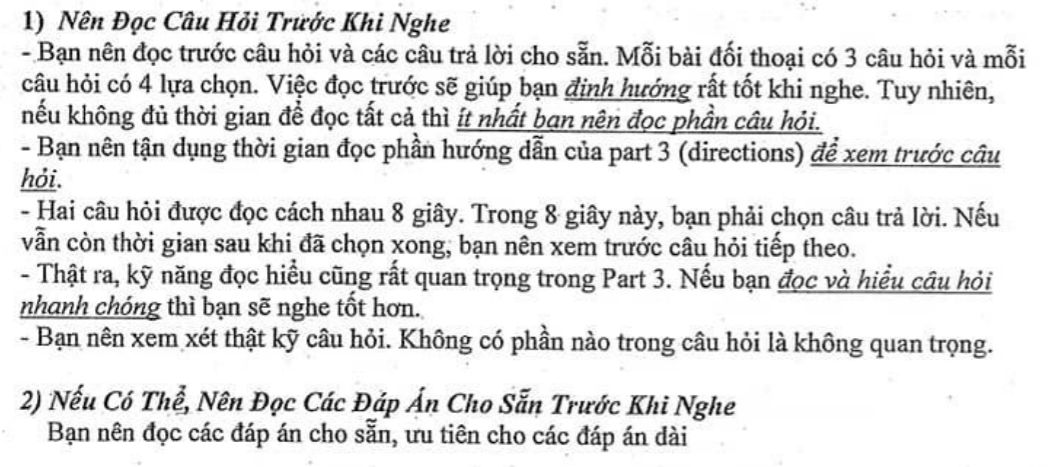 1) Nên Đọc Câu Hỏi Trước Khi Nghe
- Bạn nên đọc trước câu hỏi và các câu trả lời cho sẵn. Mỗi bài đối thoại có 3 câu hỏi và mỗi
câu hỏi có 4 lựa chọn. Việc đọc trước sẽ giúp bạn định hướng rất tốt khi nghe. Tuy nhiên,
nếu không đủ thời gian để đọc tất cả thì ít nhất bạn nên đọc phần câu hỏi.
- Bạn nên tận dụng thời gian đọc phần hướng dẫn của part 3 (directions) để xem trước câu
hỏi.
- Hai câu hỏi được đọc cách nhau 8 giây. Trong 8 giây này, bạn phải chọn câu trả lời. Nếu
vẫn còn thời gian sau khi đã chọn xong, bạn nên xem trước câu hỏi tiếp theo.
- Thật ra, kỹ năng đọc hiểu cũng rất quan trọng trong Part 3. Nếu bạn đọc và hiểu câu hỏi
nhanh chóng thì bạn sẽ nghe tốt hơn.
- Bạn nên xem xét thật kỹ câu hỏi. Không có phần nào trong câu hỏi là không quan trọng.
2) Nếu Có Thể, Nên Đọc Các Đáp Án Cho Sẵn Trước Khi Nghe
Bạn nên đọc các đáp án cho sẵn, ưu tiên cho các đáp án dài